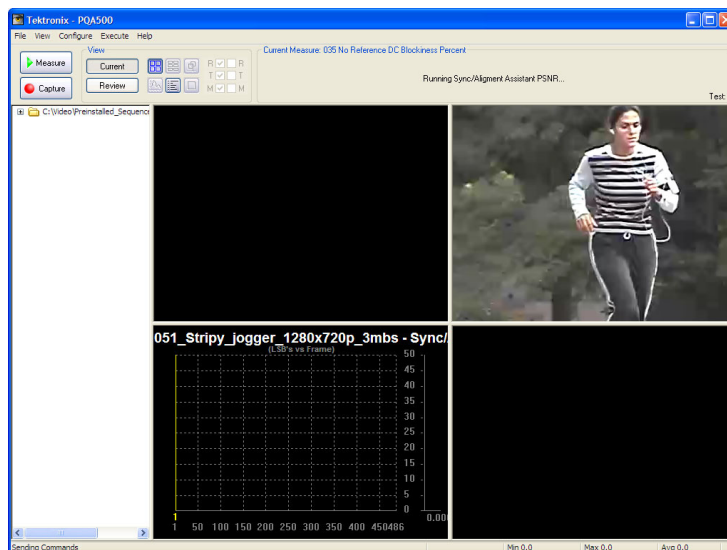 Tektronix - PQA500
File View Configure Execute Help
Measure
Capture
View
Current
Review
R R
T T
M M
Current Measure: 035 No Reference DC Blockiness Percent
Running Sync/Aligment Assistant PSNR...
Test:
C:\Video\Preinstalled_Sequence
051_Stripy_jogger_1280x720p_3mbs - Sync/
(LSB's vs Frame)
50
45
40
35
30
25
20
15
10
5
0
1
0.00
1 50 100 150 200 250 300 350 400 450486
Sending Commands
Min 0.0
Max 0.0
Avg 0.0